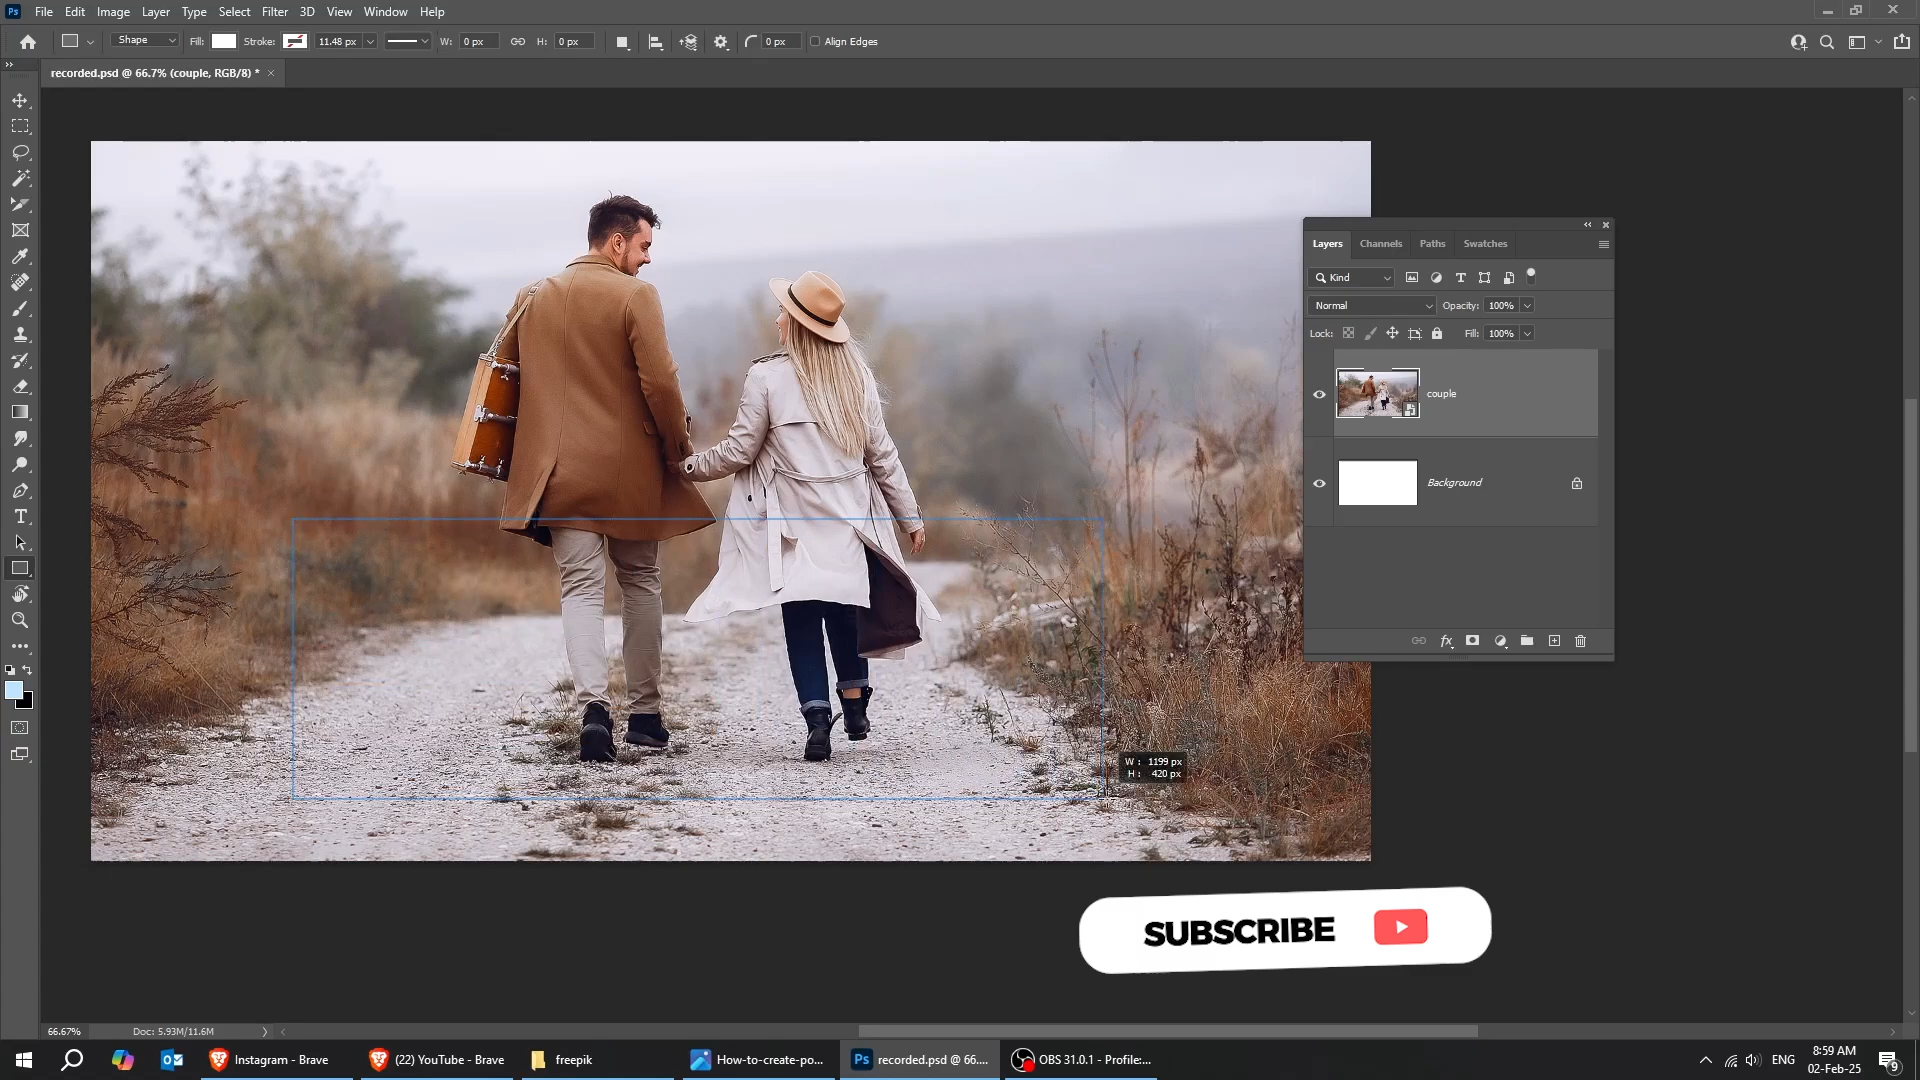 Ps File Edit Image Layer Type Select Filter 3D View Window Help
Shape Fill: Stroke: 11.48 px W: 0 px H: 0 px 0 px Align Edges
recorded.psd @ 66.7% (couple, RGB/8) * ×
Layers Channels Paths Swatches
Kind
Normal Opacity: 100%
Lock: Fill: 100%
couple
Background
W: 1199 px
H: 420 px
SUBSCRIBE
66.67% Doc: 5.93M/11.6M
Instagram - Brave (22) YouTube - Brave freepik How-to-create-po... Ps recorded.psd @ 66.... OBS 31.0.1 - Profile:... ENG 8:59 AM
02-Feb-25 9